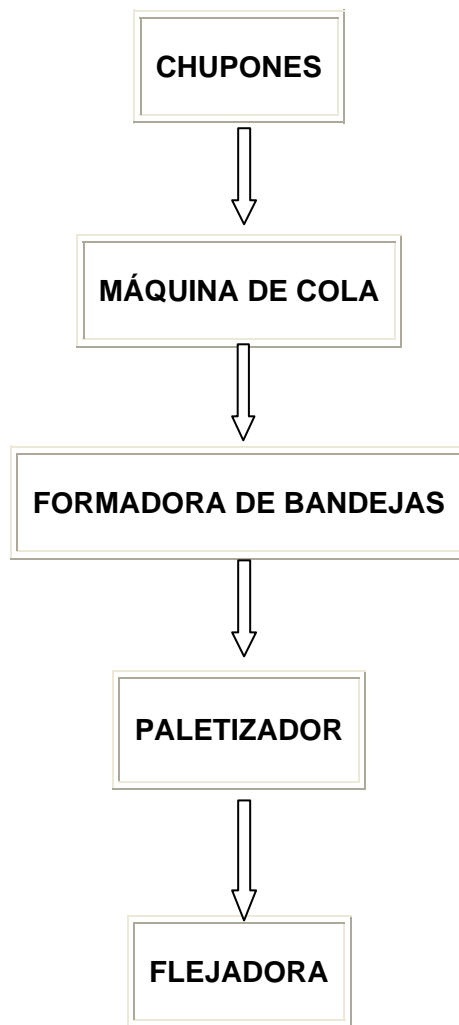 CHUPONES
MÁQUINA DE COLA
FORMADORA DE BANDEJAS
PALETIZADOR
FLEJADORA